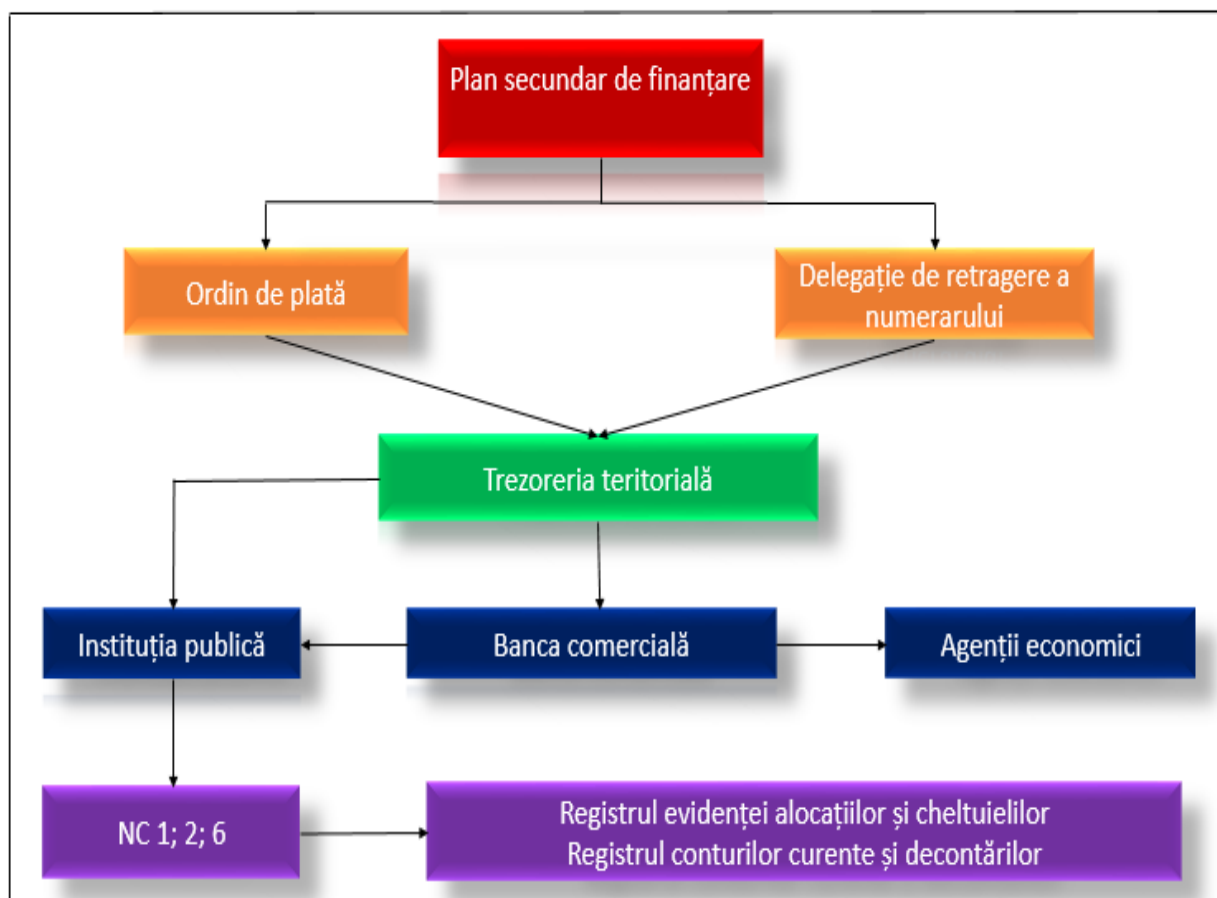 Plan secundar de finanțare
Ordin de plată
Delegație de retragere a
numerarului
Trezoreria teritorială
Instituția publică
Banca comercială
Agenții economici
NC 1; 2; 6
Registrul evidenței alocațiilor și cheltuielilor
Registrul conturilor curente și decontărilor